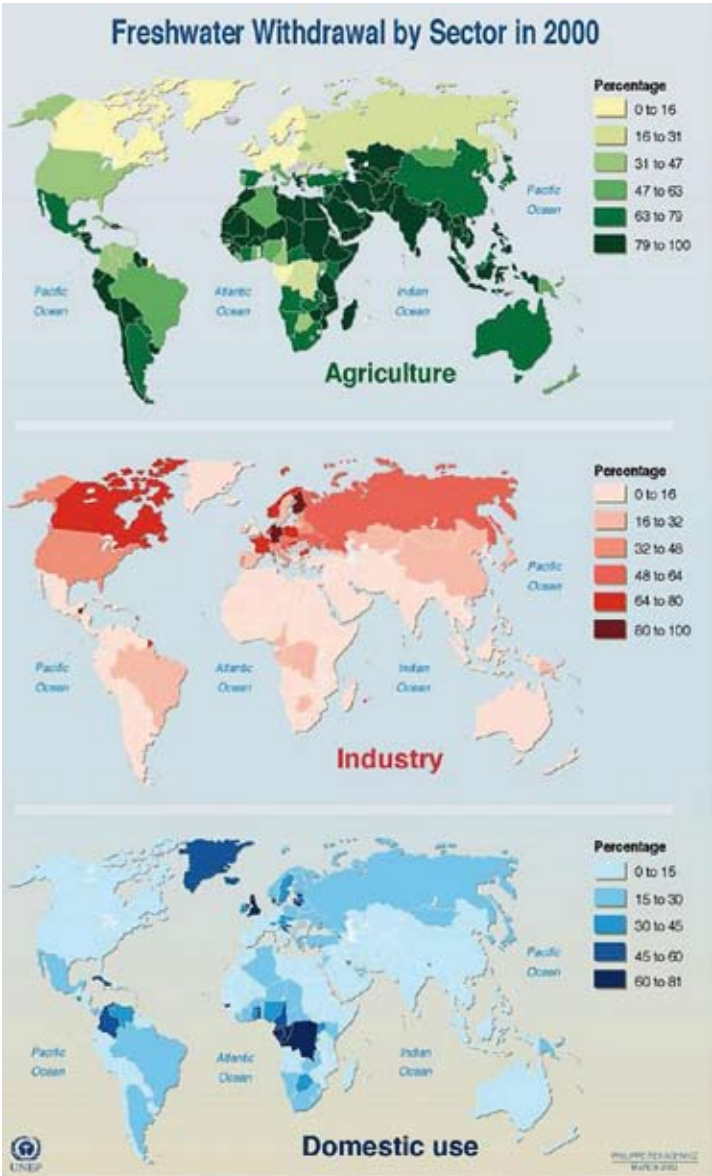 Freshwater Withdrawal by Sector in 2000
Percentage
0 to 16
16 to 31
31 to 47
47 to 63
63 to 79
79 to 100
Pacific
Ocean
Pacific
Ocean
Atlantic
Ocean
Indian
Ocean
Agriculture
Percentage
0 to 16
16 to 32
32 to 48
48 to 64
64 to 80
80 to 100
Pacific
Ocean
Pacific
Ocean
Atlantic
Ocean
Indian
Ocean
Industry
Percentage
0 to 15
15 to 30
30 to 45
45 to 60
60 to 81
Pacific
Ocean
Pacific
Ocean
Atlantic
Ocean
Indian
Ocean
Domestic use
UNEP
PHILIPPE REKACEWICZ
MARCH 2002